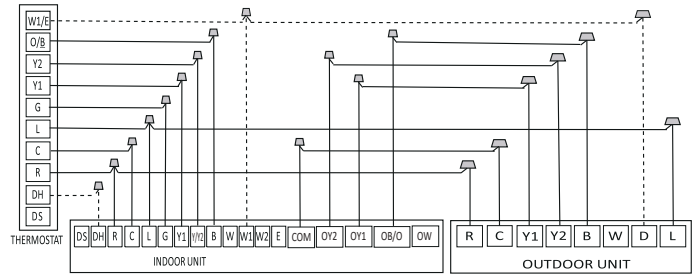 W1/E
O/B
Y2
Y1
G
L
C
R
DH
DS
THERMOSTAT
DS DH R C L G Y1 Y/Y2 B W W1 W2 E COM OY2 OY1 OB/O OW
INDOOR UNIT
R C Y1 Y2 B W D L
OUTDOOR UNIT